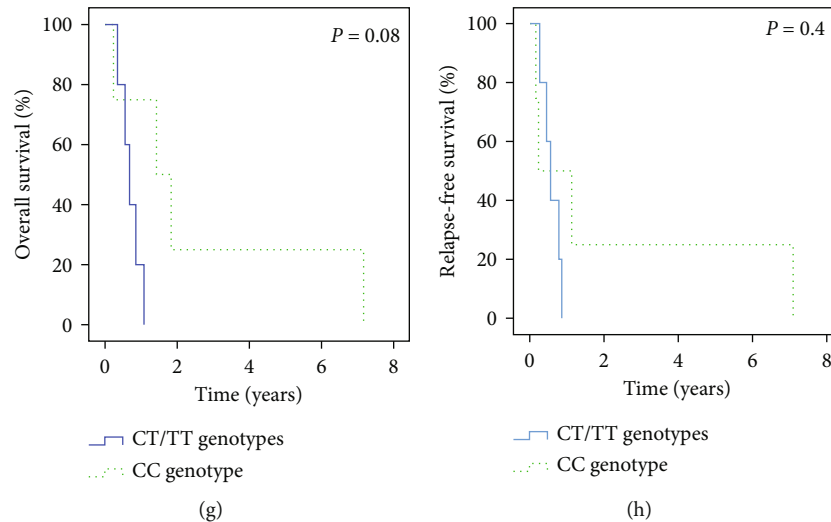 P = 0.08
Overall survival (%)
100
80
60
40
20
0
0 2 4 6 8
Time (years)
CT/TT genotypes
CC genotype
(g)
P = 0.4
Relapse-free survival (%)
100
80
60
40
20
0
0 2 4 6 8
Time (years)
CT/TT genotypes
CC genotype
(h)